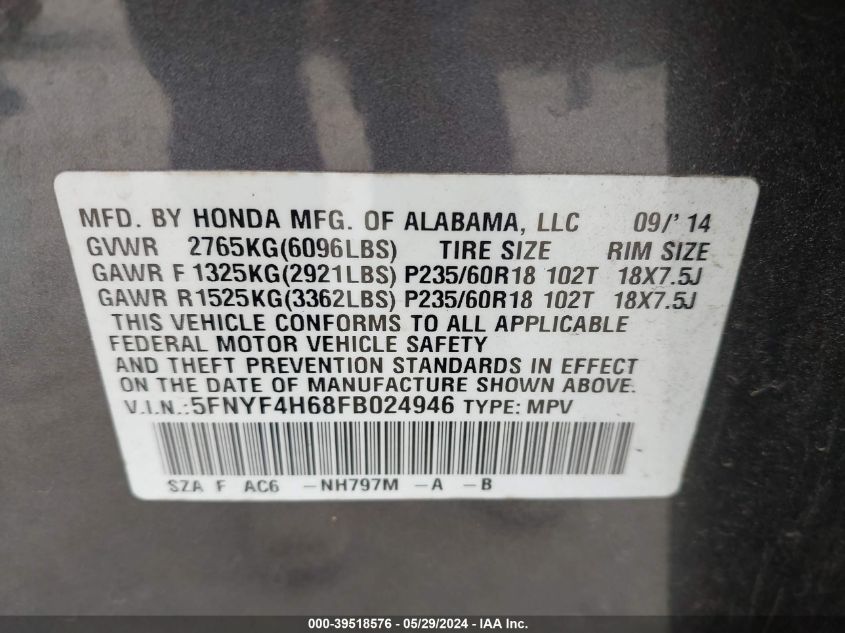 MFD. BY HONDA MFG. OF ALABAMA, LLC 09/' 14
GVWR 2765KG(6096LBS) TIRE SIZE RIM SIZE
GAWR F 1325KG(2921LBS) P235/60R18 102T 18X7.5J
GAWR R 1525KG(3362LBS) P235/60R18 102T 18X7.5J
THIS VEHICLE CONFORMS TO ALL APPLICABLE
FEDERAL MOTOR VEHICLE SAFETY
AND THEFT PREVENTION STANDARDS IN EFFECT
ON THE DATE OF MANUFACTURE SHOWN ABOVE.
V.I.N.:5FNYF4H68FB024946 TYPE: MPV
SZA F AC6 -NH797M -A -B
000-39518576 - 05/29/2024 - IAA Inc.